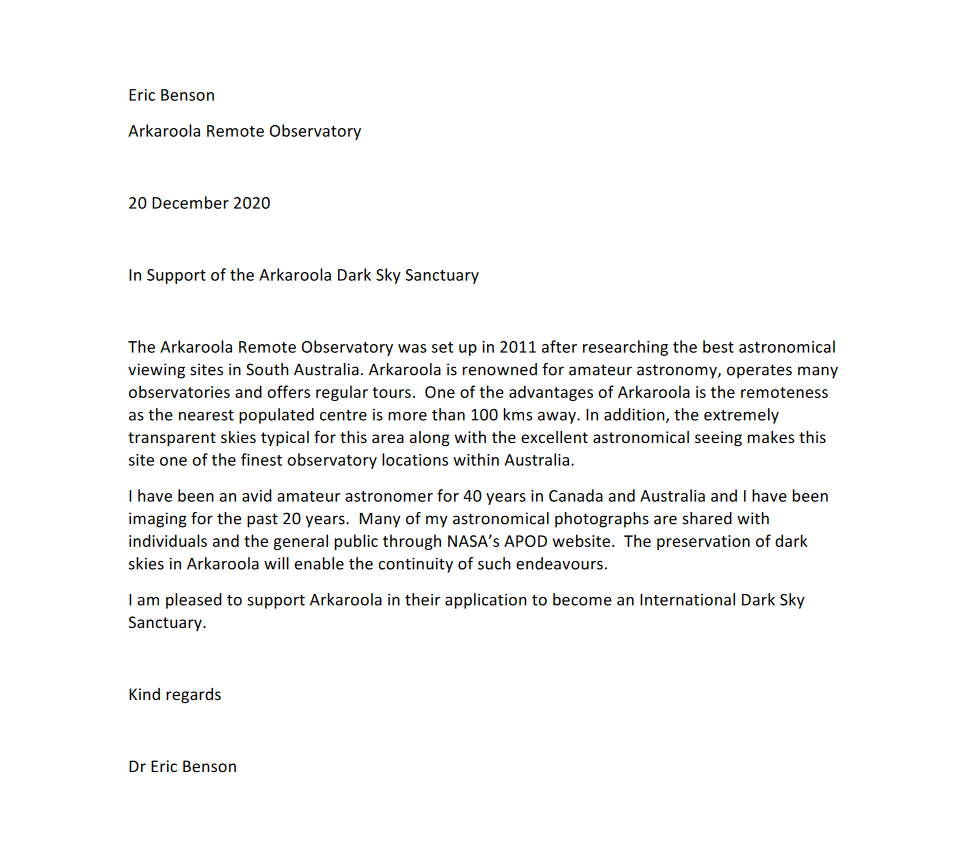 Eric Benson
Arkaroola Remote Observatory
20 December 2020
In Support of the Arkaroola Dark Sky Sanctuary
The Arkaroola Remote Observatory was set up in 2011 after researching the best astronomical
viewing sites in South Australia. Arkaroola is renowned for amateur astronomy, operates many
observatories and offers regular tours.  One of the advantages of Arkaroola is the remoteness
as the nearest populated centre is more than 100 kms away. In addition, the extremely
transparent skies typical for this area along with the excellent astronomical seeing makes this
site one of the finest observatory locations within Australia.
I have been an avid amateur astronomer for 40 years in Canada and Australia and I have been
imaging for the past 20 years.  Many of my astronomical photographs are shared with
individuals and the general public through NASA’s APOD website.  The preservation of dark
skies in Arkaroola will enable the continuity of such endeavours.
I am pleased to support Arkaroola in their application to become an International Dark Sky
Sanctuary.
Kind regards
Dr Eric Benson